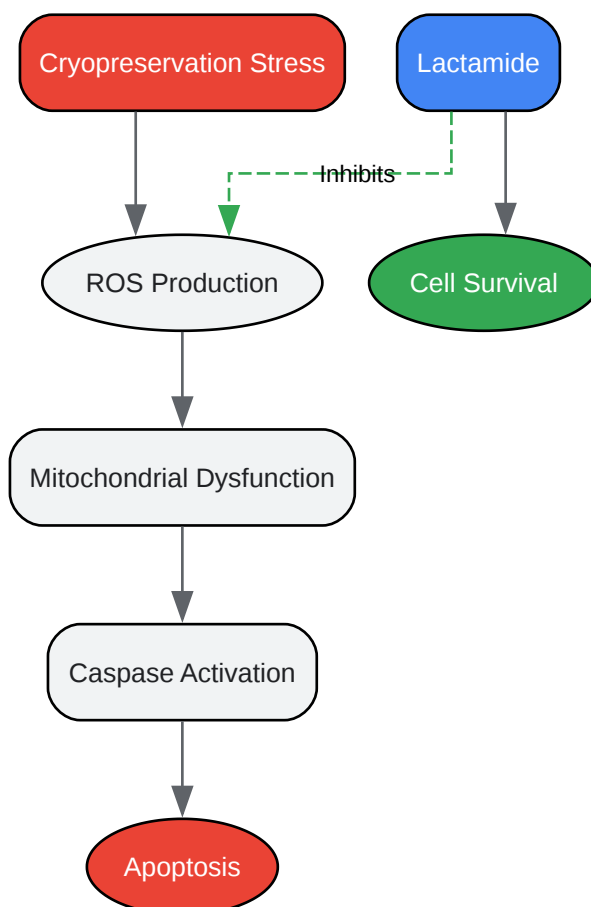 Cryopreservation Stress
Lactamide
Inhibits
ROS Production
Cell Survival
Mitochondrial Dysfunction
Caspase Activation
Apoptosis